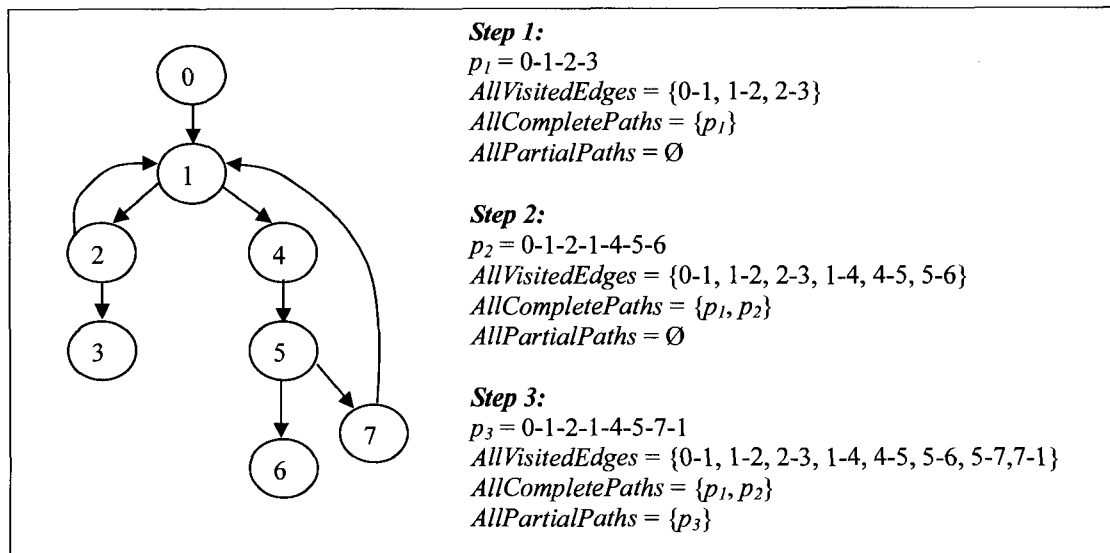 0
1
2
4
3
5
7
6
Step 1:
p1 = 0-1-2-3
AllVisitedEdges = {0-1, 1-2, 2-3}
AllCompletePaths = {p1}
AllPartialPaths = Ø
Step 2:
p2 = 0-1-2-1-4-5-6
AllVisitedEdges = {0-1, 1-2, 2-3, 1-4, 4-5, 5-6}
AllCompletePaths = {p1, p2}
AllPartialPaths = Ø
Step 3:
p3 = 0-1-2-1-4-5-7-1
AllVisitedEdges = {0-1, 1-2, 2-3, 1-4, 4-5, 5-6, 5-7,7-1}
AllCompletePaths = {p1, p2}
AllPartialPaths = {p3}